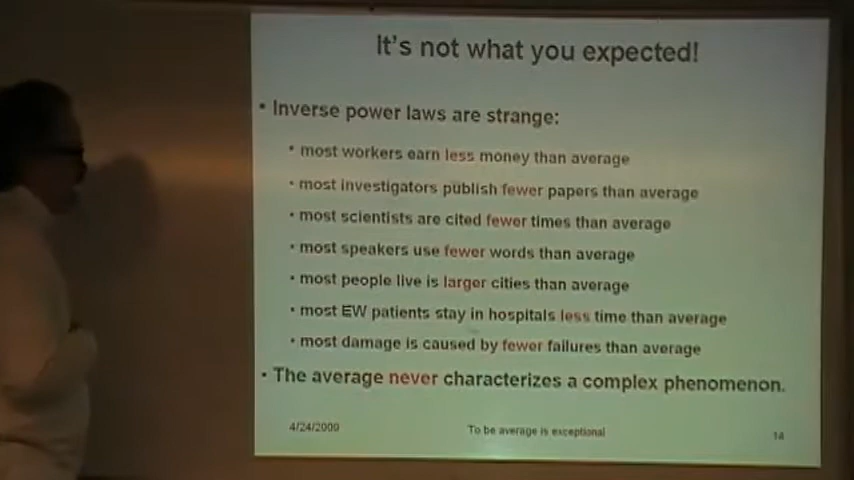 It's not what you expected!
• Inverse power laws are strange:
• most workers earn less money than average
• most investigators publish fewer papers than average
• most scientists are cited fewer times than average
• most speakers use fewer words than average
• most people live is larger cities than average
• most EW patients stay in hospitals less time than average
• most damage is caused by fewer failures than average
• The average never characterizes a complex phenomenon.
4/24/2000
To be average is exceptional